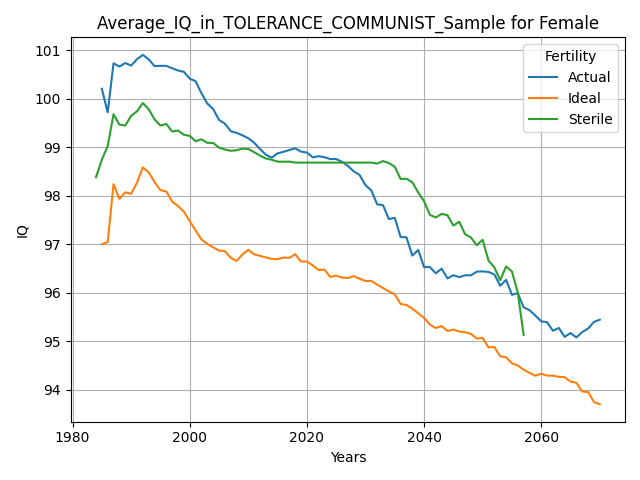 Average_IQ_in_TOLERANCE_COMMUNIST_Sample for Female
Fertility
Actual
Ideal
Sterile
101
100
99
98
97
96
95
94
IQ
1980
2000
2020
2040
2060
Years